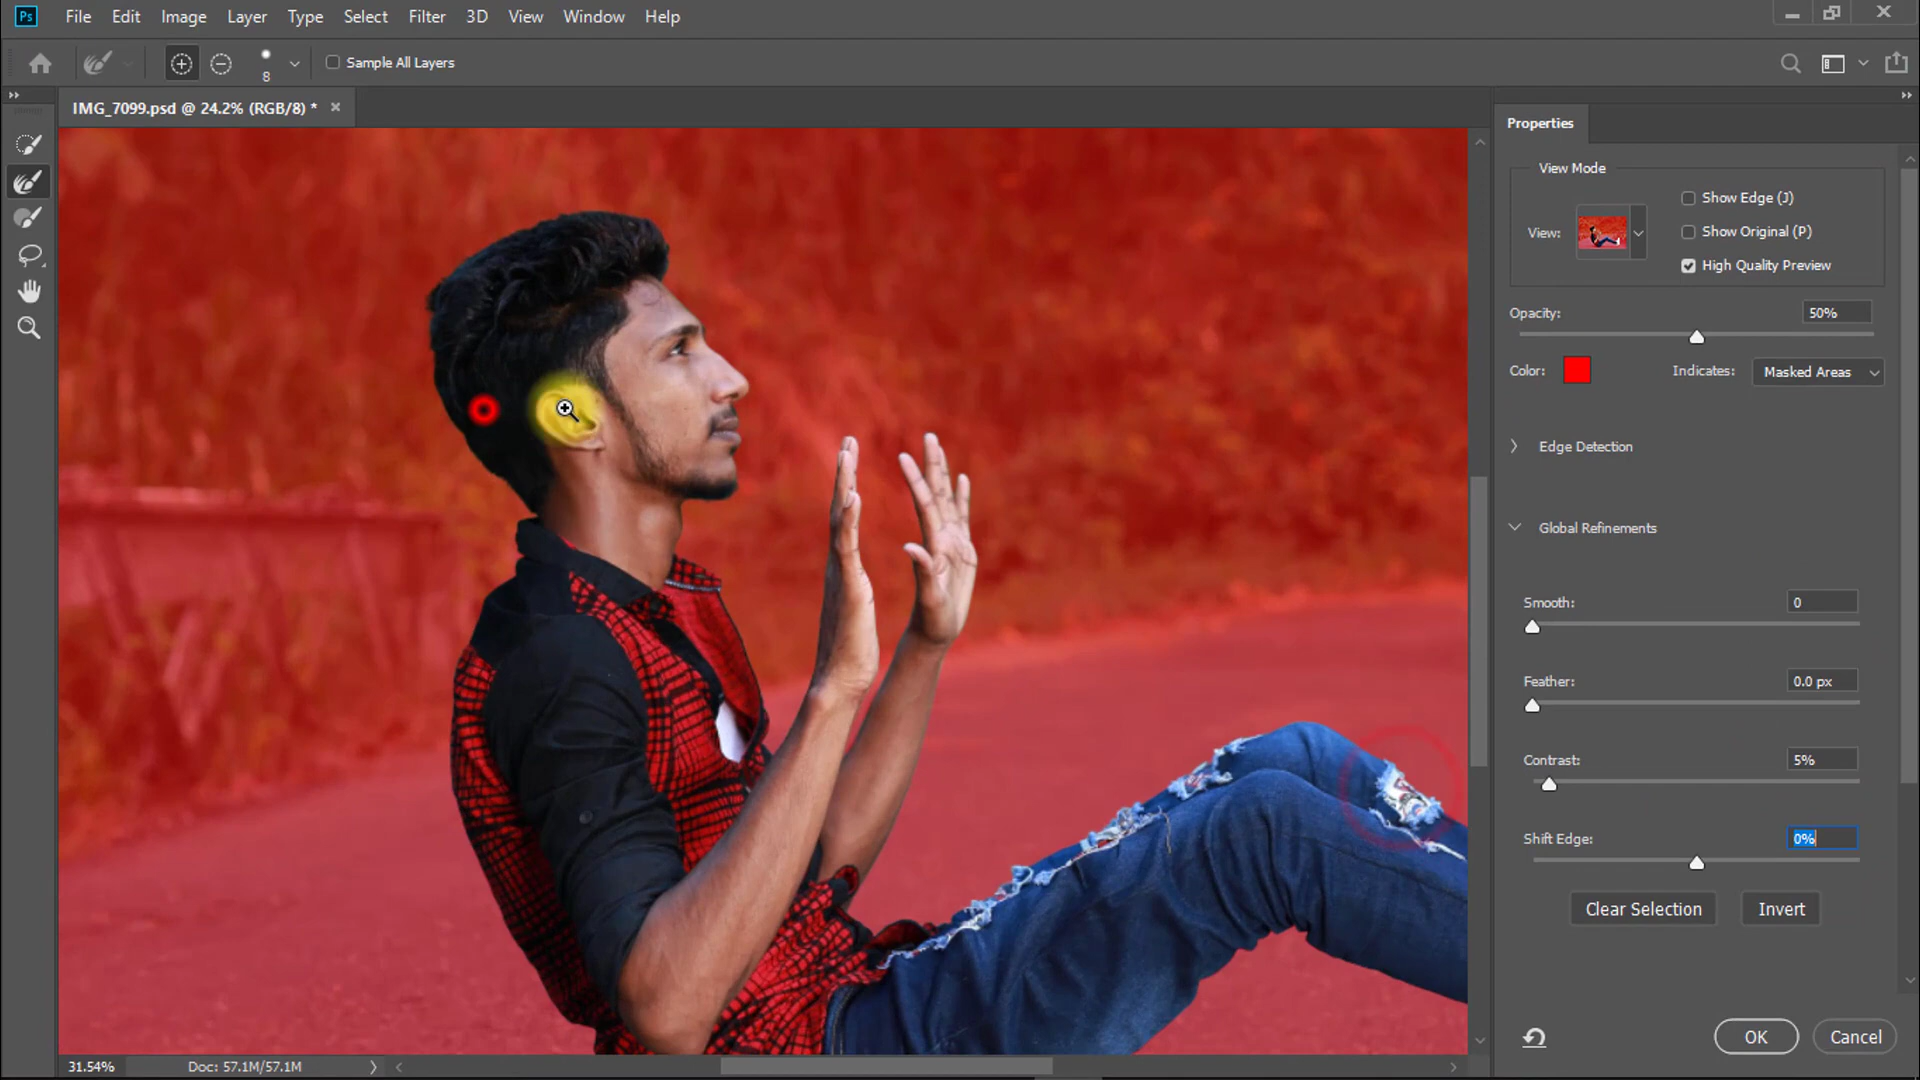 Ps File Edit Image Layer Type Select Filter 3D View Window Help
8 Sample All Layers
IMG_7099.psd @ 24.2% (RGB/8) *
Properties
View Mode
View:
Show Edge (J)
Show Original (P)
High Quality Preview
Opacity: 50%
Color: Indicates: Masked Areas
Edge Detection
Global Refinements
Smooth: 0
Feather: 0.0 px
Contrast: 5%
Shift Edge: 0%
Clear Selection Invert
OK Cancel
31.54% Doc: 57.1M/57.1M